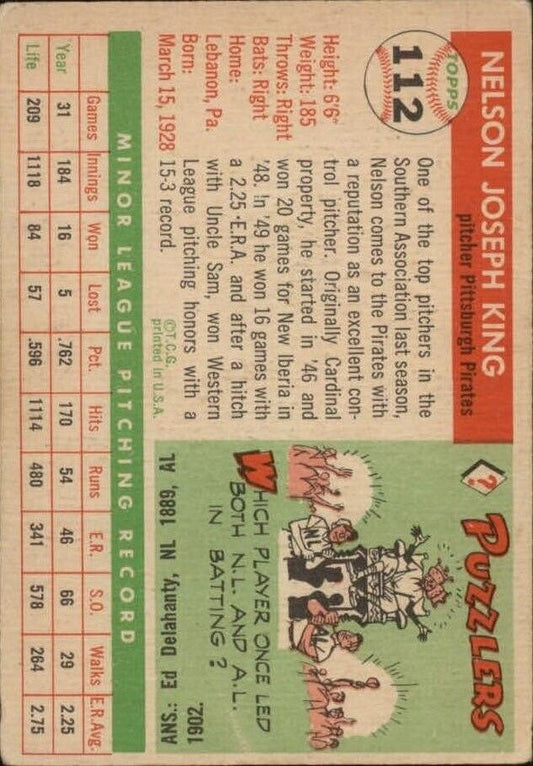 TOPPS
112
NELSON JOSEPH KING
pitcher Pittsburgh Pirates
Height: 6'6"
Weight: 185
Throws: Right
Bats: Right
Home:
Lebanon, Pa.
Born:
March 15, 1928
One of the top pitchers in the
Southern Association last season,
Nelson comes to the Pirates with
a reputation as an excellent con-
trol pitcher. Originally Cardinal
property, he started in '46 and
won 20 games for New Iberia in
'48. In '49 he won 16 games with
a 2.25 E.R.A. and after a hitch
with Uncle Sam, won Western
League pitching honors with a
15-3 record.
©T.C.G.
printed in U.S.A.
?
PUZZLERS
NL
AL
WHICH PLAYER ONCE LED
BOTH N.L. AND A.L.
IN BATTING?
ANS.: Ed Delahanty, NL 1889, AL
1902.
MINOR LEAGUE PITCHING RECORD
Games Innings Won Lost Pct. Hits Runs E.R. S.O. Walks E.R.Avg.
Year 31 184 16 5 .762 170 54 46 66 29 2.25
Life 209 1118 84 57 .596 1114 480 341 578 264 2.75